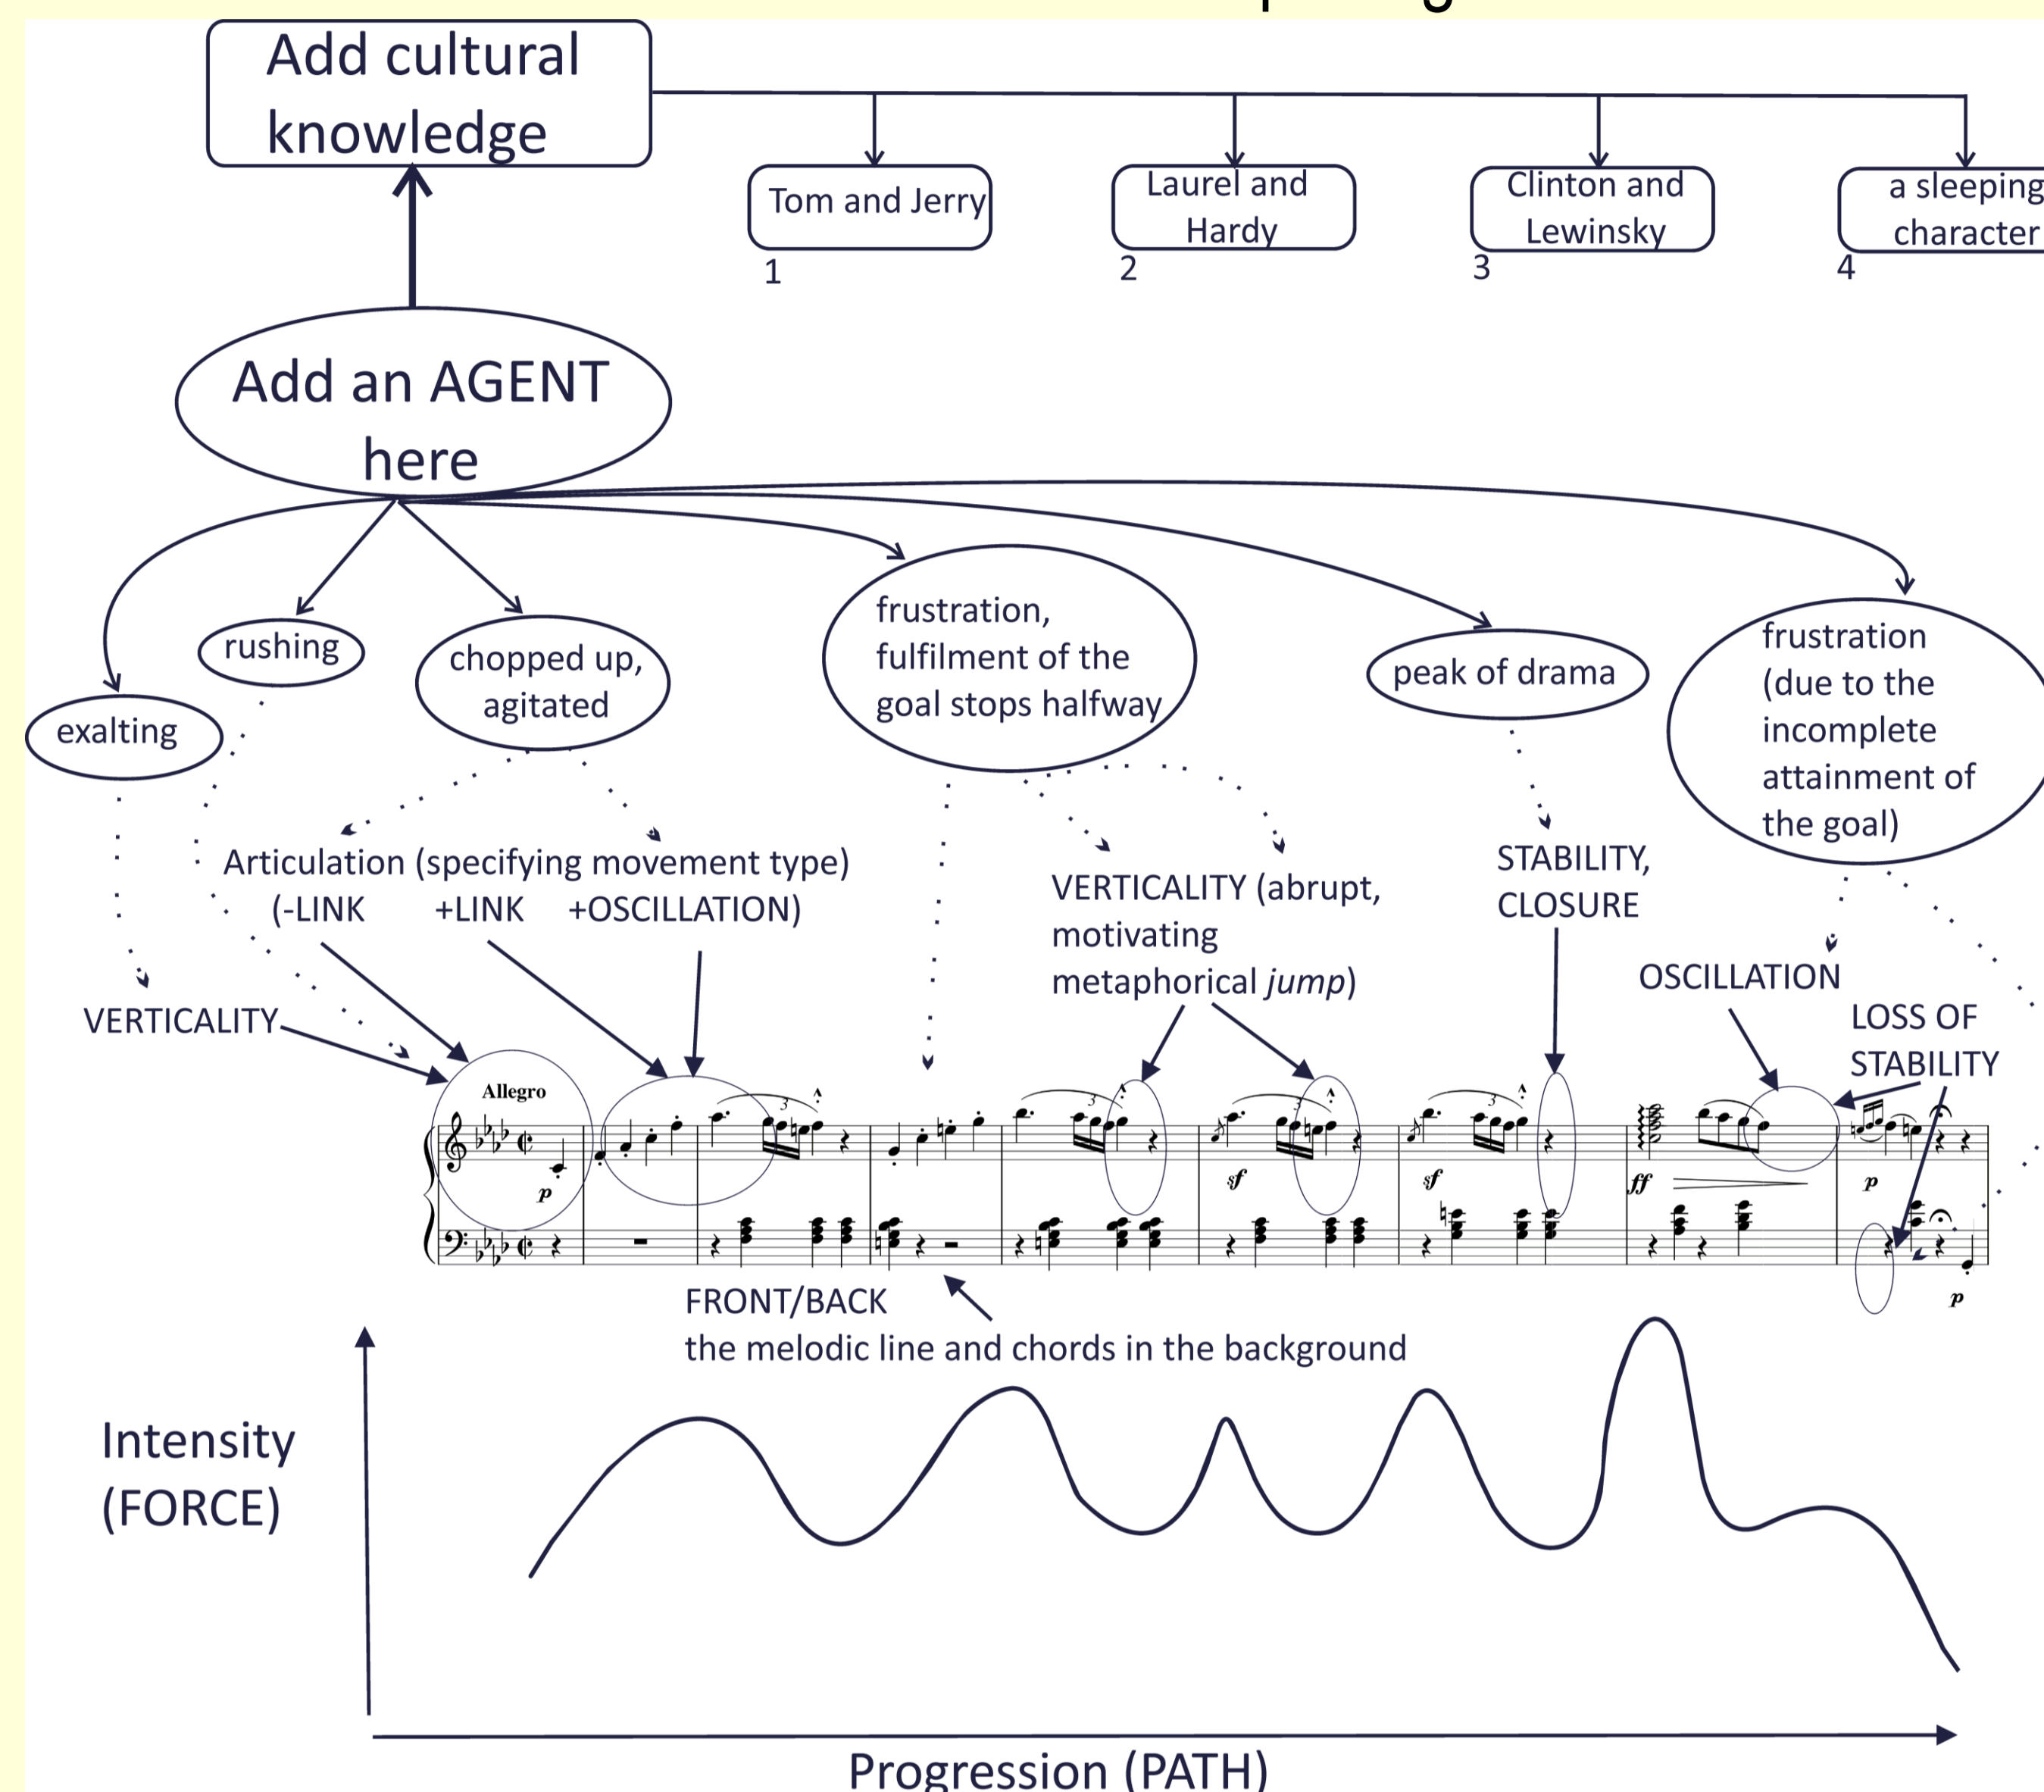 Add cultural
knowledge
Tom and Jerry
1
Laurel and
Hardy
2
Clinton and
Lewinsky
3
a sleeping
character
4
Add an AGENT
here
exalting
rushing
chopped up,
agitated
frustration,
fulfilment of the
goal stops halfway
peak of drama
frustration
(due to the
incomplete
attainment of
the goal)
Articulation (specifying movement type)
(-LINK +LINK +OSCILLATION)
VERTICALITY
VERTICALITY (abrupt,
motivating
metaphorical jump)
STABILITY,
CLOSURE
OSCILLATION
LOSS OF
STABILITY
Allegro
3
3
3
3
p
sf
sf
ff
p
p
FRONT/BACK
the melodic line and chords in the background
Intensity
(FORCE)
Progression (PATH)